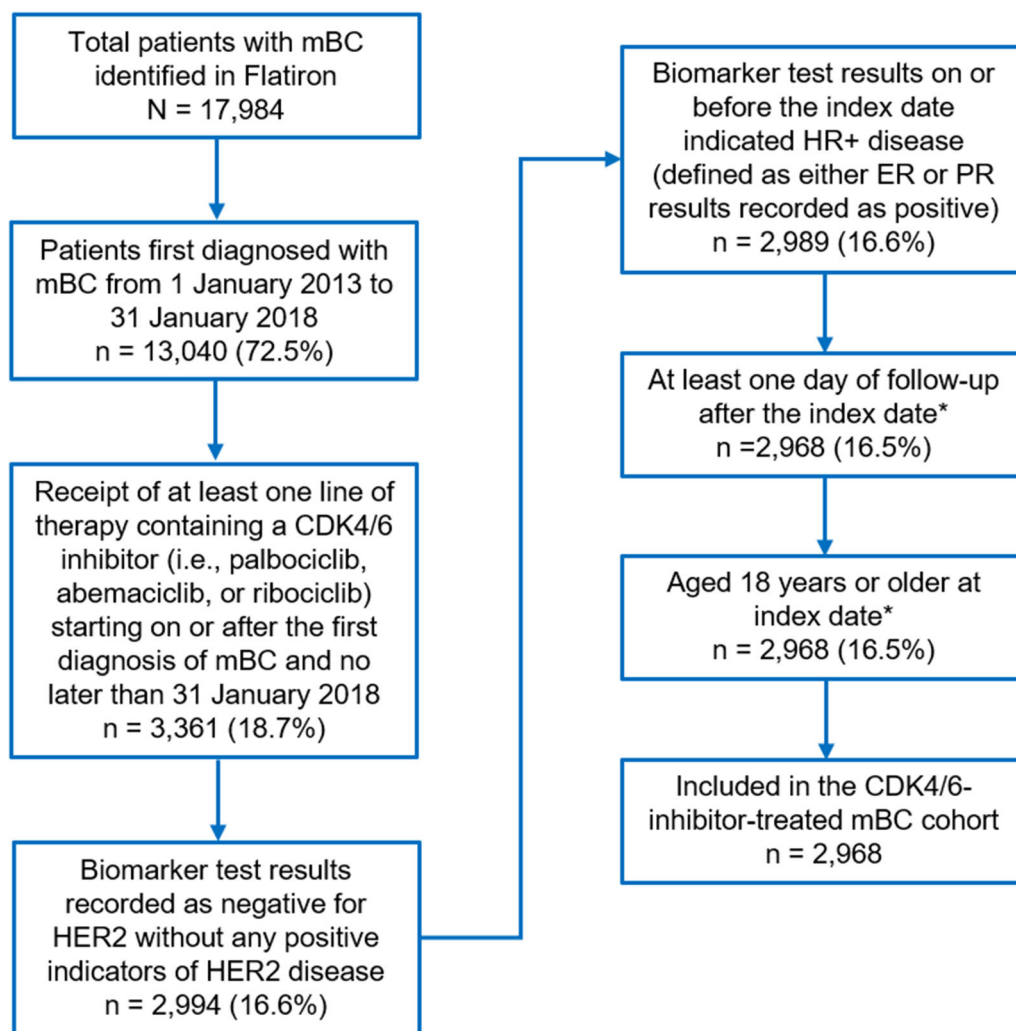 Total patients with mBC
identified in Flatiron
N = 17,984
Patients first diagnosed with
mBC from 1 January 2013 to
31 January 2018
n = 13,040 (72.5%)
Receipt of at least one line of
therapy containing a CDK4/6
inhibitor (i.e., palbociclib,
abemaciclib, or ribociclib)
starting on or after the first
diagnosis of mBC and no
later than 31 January 2018
n = 3,361 (18.7%)
Biomarker test results
recorded as negative for
HER2 without any positive
indicators of HER2 disease
n = 2,994 (16.6%)
Biomarker test results on or
before the index date
indicated HR+ disease
(defined as either ER or PR
results recorded as positive)
n = 2,989 (16.6%)
At least one day of follow-up
after the index date*
n =2,968 (16.5%)
Aged 18 years or older at
index date*
n = 2,968 (16.5%)
Included in the CDK4/6-
inhibitor-treated mBC cohort
n = 2,968